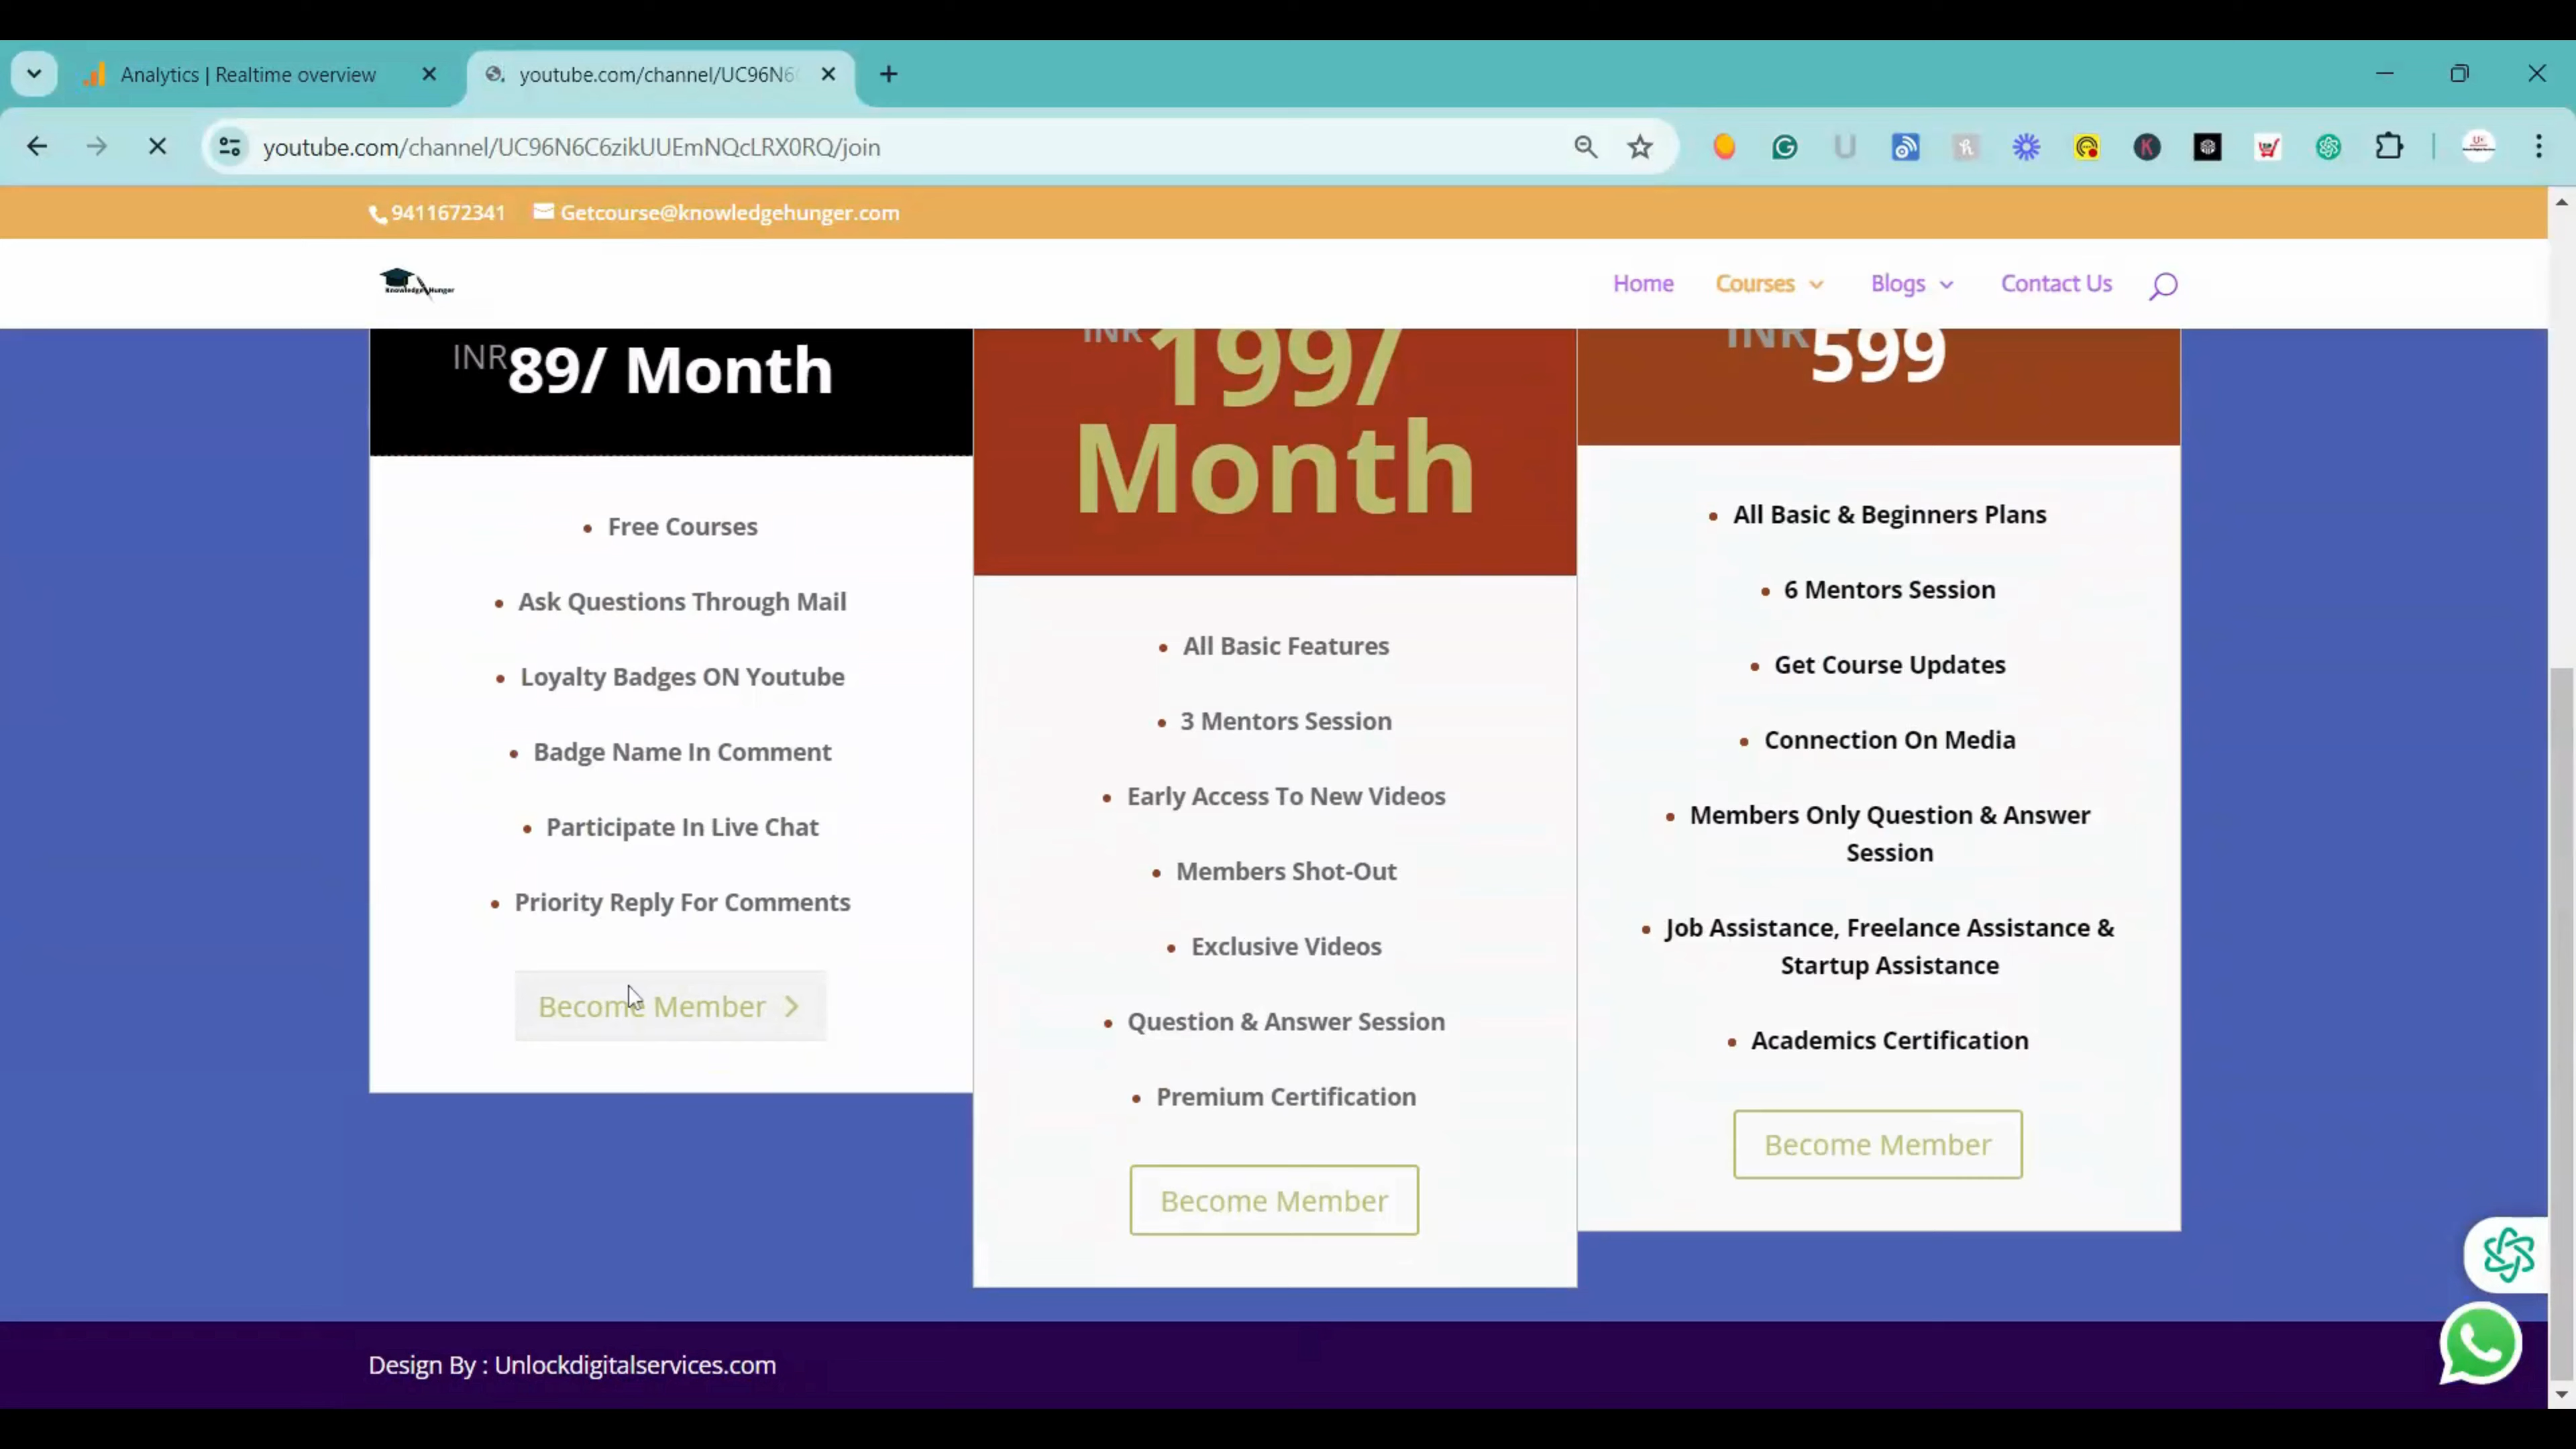 Analytics | Realtime overview
youtube.com/channel/UC96N6
youtube.com/channel/UC96N6C6zikUUEmNQcLRX0RQ/join
9411672341 Getcourse@knowledgehunger.com
Knowledge Hunger
Home Courses Blogs Contact Us
INR89/ Month
Free Courses
Ask Questions Through Mail
Loyalty Badges ON Youtube
Badge Name In Comment
Participate In Live Chat
Priority Reply For Comments
Become Member
INR199/
Month
All Basic Features
3 Mentors Session
Early Access To New Videos
Members Shot-Out
Exclusive Videos
Question & Answer Session
Premium Certification
Become Member
INR599
All Basic & Beginners Plans
6 Mentors Session
Get Course Updates
Connection On Media
Members Only Question & Answer
Session
Job Assistance, Freelance Assistance &
Startup Assistance
Academics Certification
Become Member
Design By : Unlockdigitalservices.com